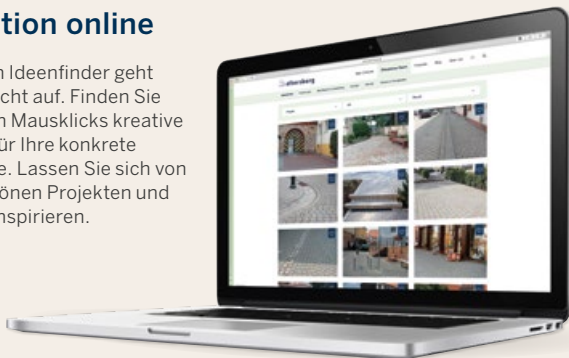 tion online
n Ideenfinder geht
cht auf. Finden Sie
n Mausklicks kreative
ür Ihre konkrete
e. Lassen Sie sich von
önen Projekten und
nspirieren.